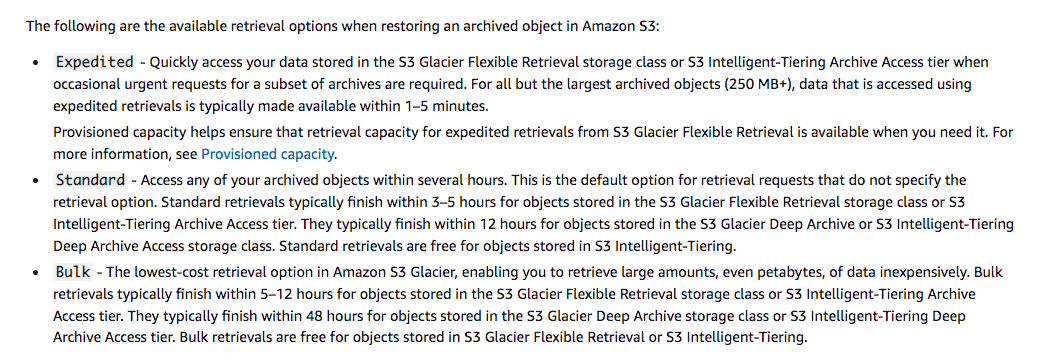 The following are the available retrieval options when restoring an archived object in Amazon S3:
• Expedited - Quickly access your data stored in the S3 Glacier Flexible Retrieval storage class or S3 Intelligent-Tiering Archive Access tier when
occasional urgent requests for a subset of archives are required. For all but the largest archived objects (250 MB+), data that is accessed using
expedited retrievals is typically made available within 1–5 minutes.
Provisioned capacity helps ensure that retrieval capacity for expedited retrievals from S3 Glacier Flexible Retrieval is available when you need it. For
more information, see Provisioned capacity.
• Standard - Access any of your archived objects within several hours. This is the default option for retrieval requests that do not specify the
retrieval option. Standard retrievals typically finish within 3–5 hours for objects stored in the S3 Glacier Flexible Retrieval storage class or S3
Intelligent-Tiering Archive Access tier. They typically finish within 12 hours for objects stored in the S3 Glacier Deep Archive or S3 Intelligent-Tiering
Deep Archive Access storage class. Standard retrievals are free for objects stored in S3 Intelligent-Tiering.
• Bulk - The lowest-cost retrieval option in Amazon S3 Glacier, enabling you to retrieve large amounts, even petabytes, of data inexpensively. Bulk
retrievals typically finish within 5–12 hours for objects stored in the S3 Glacier Flexible Retrieval storage class or S3 Intelligent-Tiering Archive
Access tier. They typically finish within 48 hours for objects stored in the S3 Glacier Deep Archive storage class or S3 Intelligent-Tiering Deep
Archive Access tier. Bulk retrievals are free for objects stored in S3 Glacier Flexible Retrieval or S3 Intelligent-Tiering.